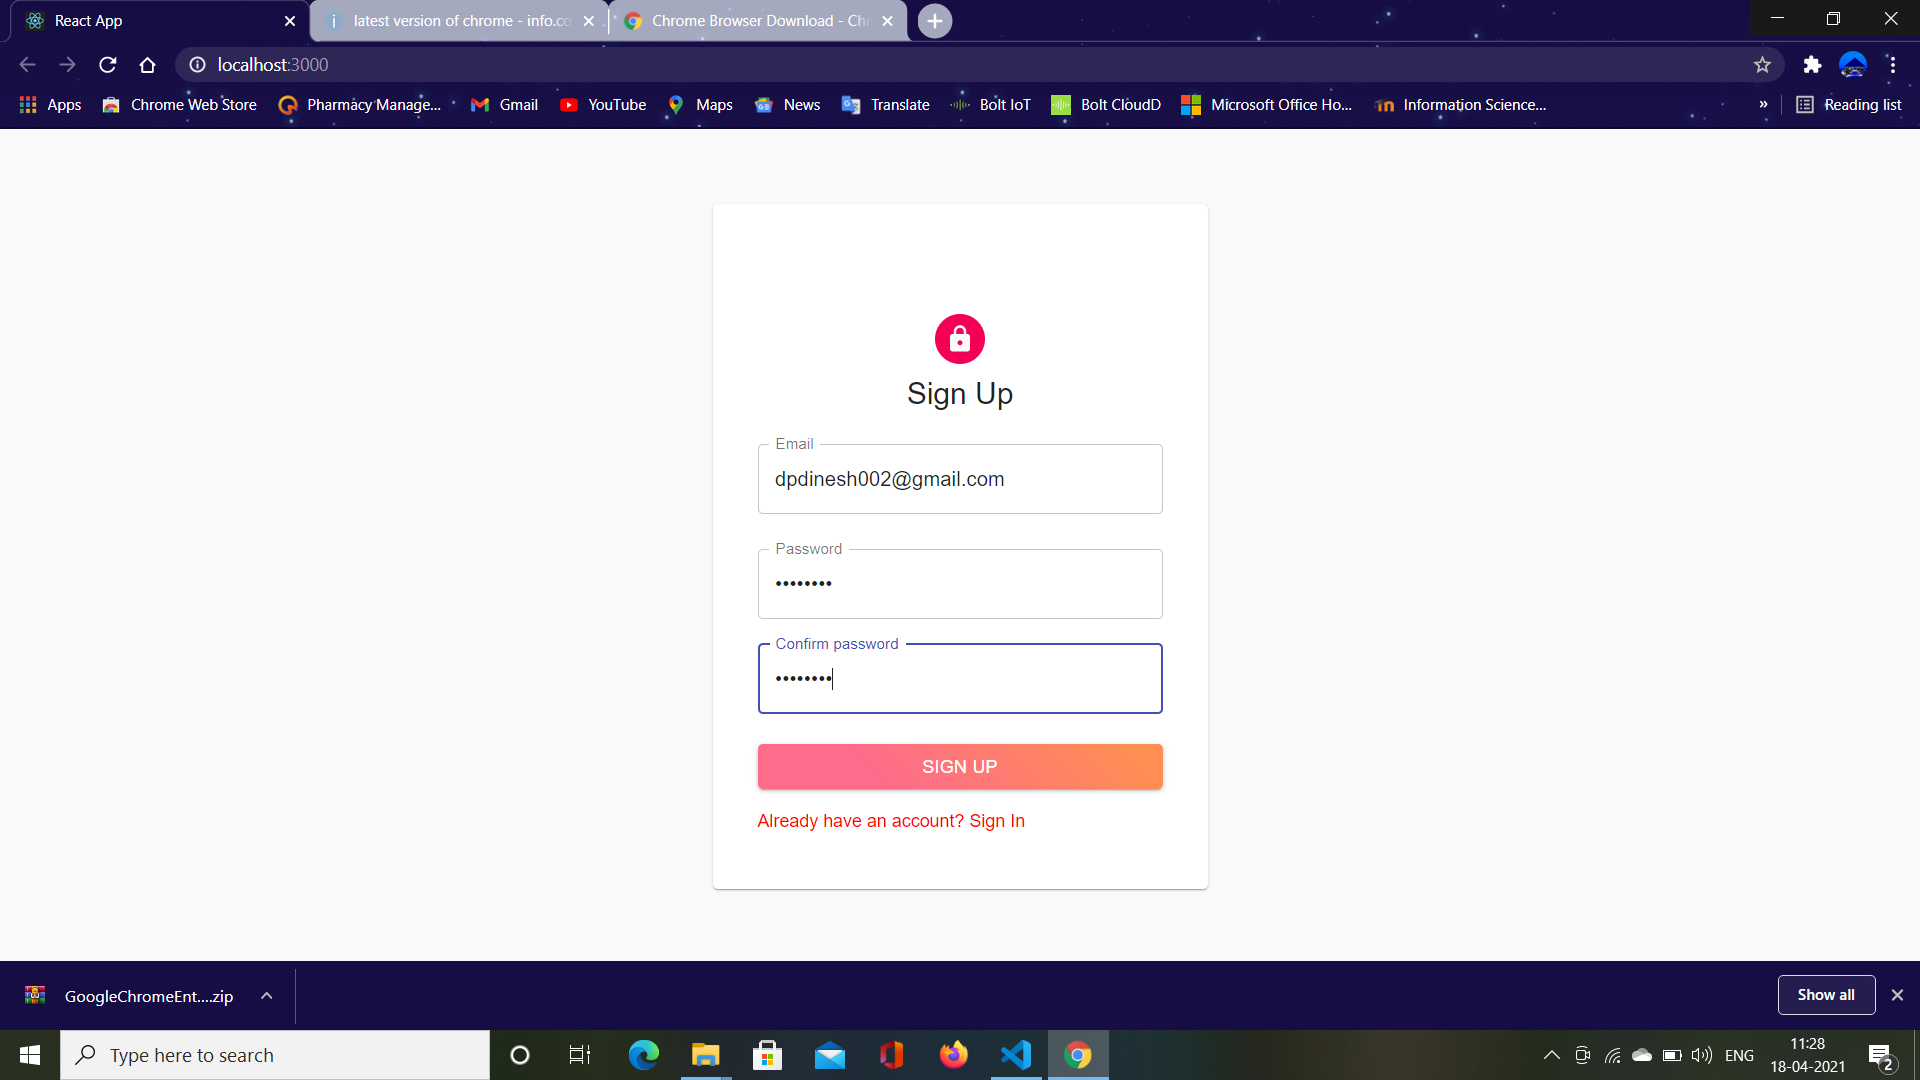 React App
latest version of chrome - info.co
Chrome Browser Download - Chr
localhost:3000
Apps
Chrome Web Store
Pharmacy Manage...
Gmail
YouTube
Maps
News
Translate
Bolt IoT
Bolt CloudD
Microsoft Office Ho...
Information Science...
»
Reading list
Sign Up
Email
dpdinesh002@gmail.com
Password
••••••••
Confirm password
••••••••
SIGN UP
Already have an account? Sign In
GoogleChromeEnt....zip
Show all
Type here to search
ENG
11:28
18-04-2021
2